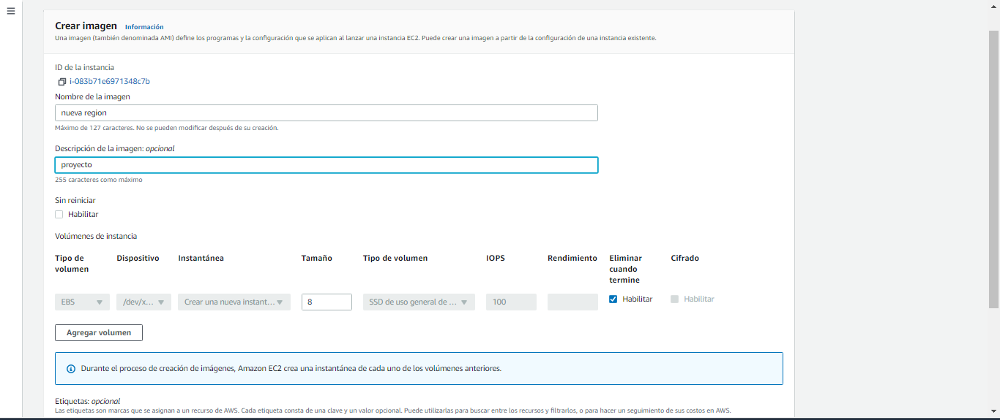 Crear imagen Información
Una imagen (también denominada AMI) define los programas y la configuración que se aplican al lanzar una instancia EC2. Puede crear una imagen a partir de la configuración de una instancia existente.
ID de la instancia
i-083b71e6971348c7b
Nombre de la imagen
nueva region
Máximo de 127 caracteres. No se pueden modificar después de su creación.
Descripción de la imagen: opcional
proyecto
255 caracteres como máximo
Sin reiniciar
Habilitar
Volúmenes de instancia
Tipo de volumen Dispositivo Instantánea Tamaño Tipo de volumen IOPS Rendimiento Eliminar cuando termine Cifrado
EBS /dev/x... Crear una nueva instant... 8 SSD de uso general de ... 100 Habilitar Habilitar
Agregar volumen
Durante el proceso de creación de imágenes, Amazon EC2 crea una instantánea de cada uno de los volúmenes anteriores.
Etiquetas: opcional
Las etiquetas son marcas que se asignan a un recurso de AWS. Cada etiqueta consta de una clave y un valor opcional. Puede utilizarlas para buscar entre los recursos y filtrarlos, o para hacer un seguimiento de sus costos en AWS.